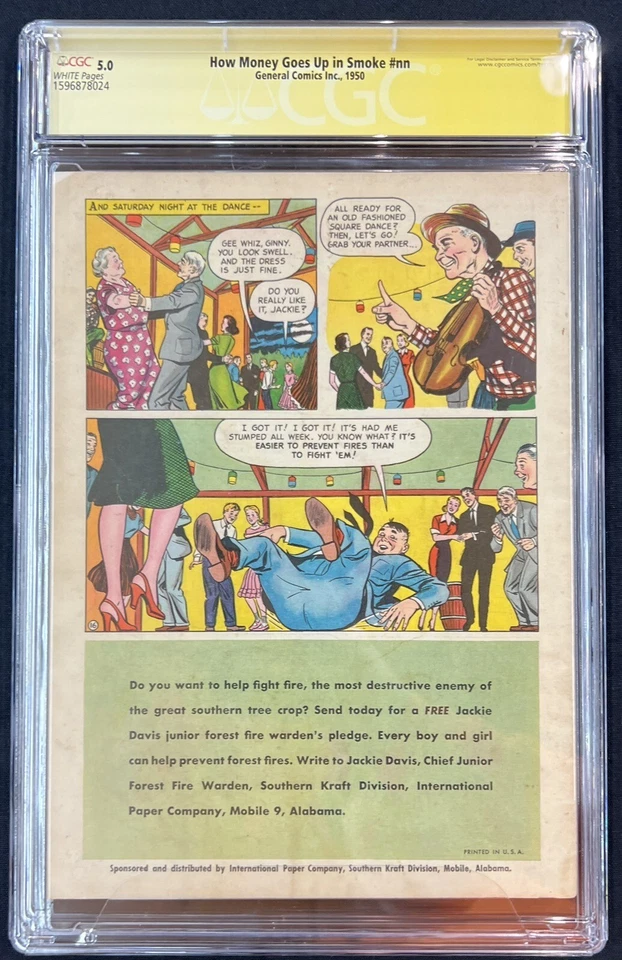 CGC 5.0
WHITE Pages
1596878024
How Money Goes Up in Smoke #nn
General Comics Inc., 1950
www.cgccomics.com
CGC
AND SATURDAY NIGHT AT THE DANCE--
GEE WHIZ, GINNY.
YOU LOOK SWELL.
AND THE DRESS
IS JUST FINE.
DO YOU
REALLY LIKE
IT, JACKIE?
ALL READY FOR
AN OLD FASHIONED
SQUARE DANCE?
THEN, LET'S GO!
GRAB YOUR PARTNER...
I GOT IT! I GOT IT! IT'S HAD ME
STUMPED ALL WEEK. YOU KNOW WHAT? IT'S
EASIER TO PREVENT FIRES THAN
TO FIGHT 'EM!
16
Do you want to help fight fire, the most destructive enemy of
the great southern tree crop? Send today for a FREE Jackie
Davis junior forest fire warden's pledge. Every boy and girl
can help prevent forest fires. Write to Jackie Davis, Chief Junior
Forest Fire Warden, Southern Kraft Division, International
Paper Company, Mobile 9, Alabama.
PRINTED IN U. S. A.
Sponsored and distributed by International Paper Company, Southern Kraft Division, Mobile, Alabama.